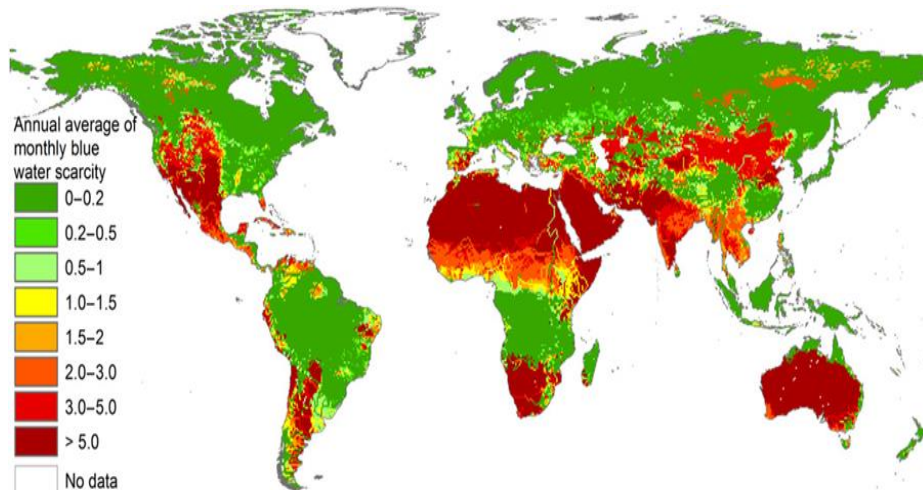 Annual average of
monthly blue
water scarcity
0–0.2
0.2–0.5
0.5–1
1.0–1.5
1.5–2
2.0–3.0
3.0–5.0
> 5.0
No data